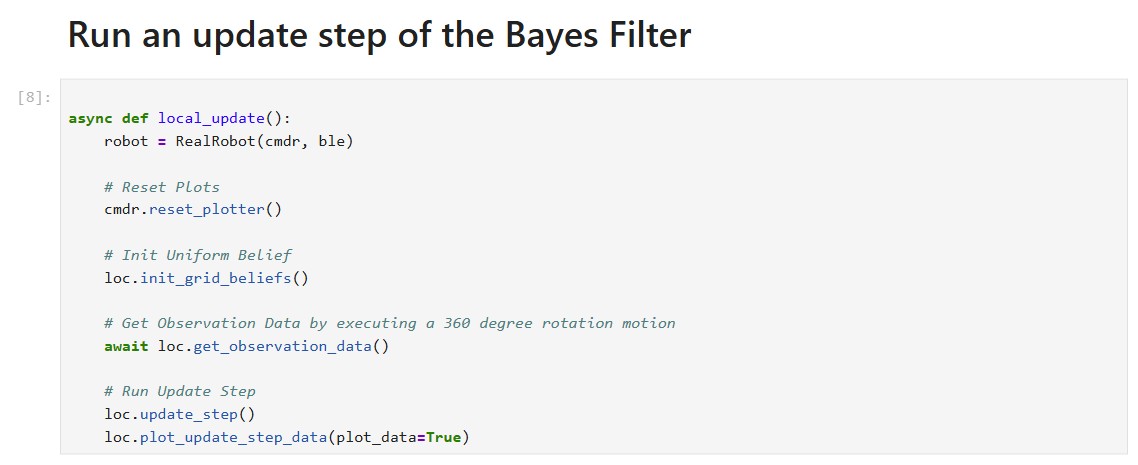 Run an update step of the Bayes Filter
[8]:
async def local_update():
    robot = RealRobot(cmdr, ble)
    # Reset Plots
    cmdr.reset_plotter()
    # Init Uniform Belief
    loc.init_grid_beliefs()
    # Get Observation Data by executing a 360 degree rotation motion
    await loc.get_observation_data()
    # Run Update Step
    loc.update_step()
    loc.plot_update_step_data(plot_data=True)